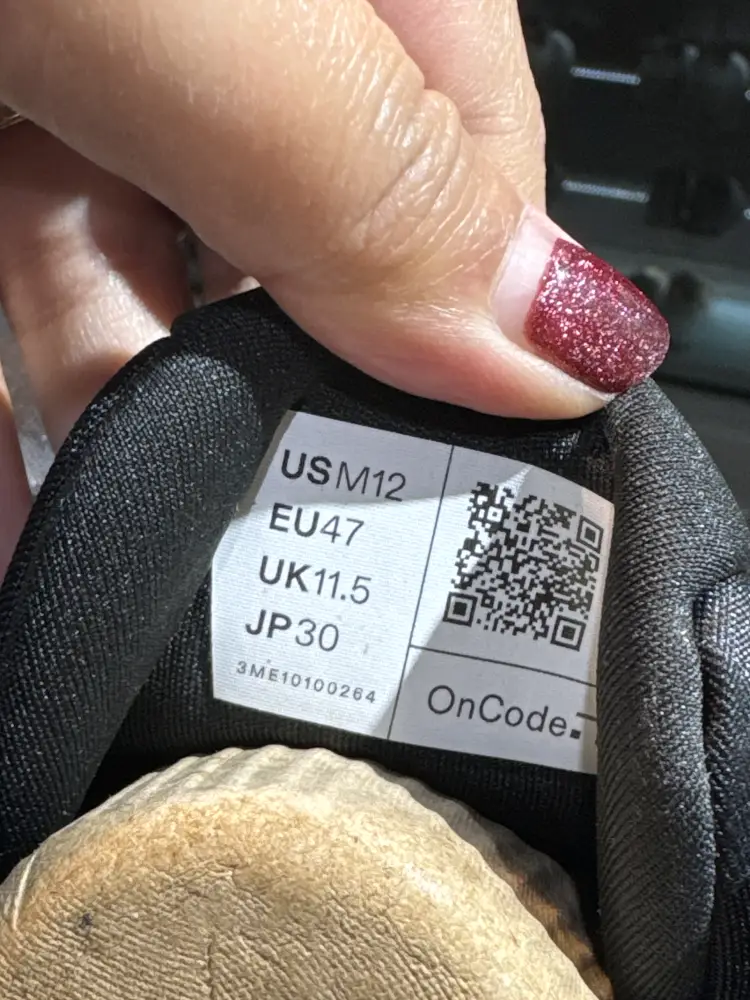 USM12
EU47
UK11.5
JP30
3ME10100264
OnCode